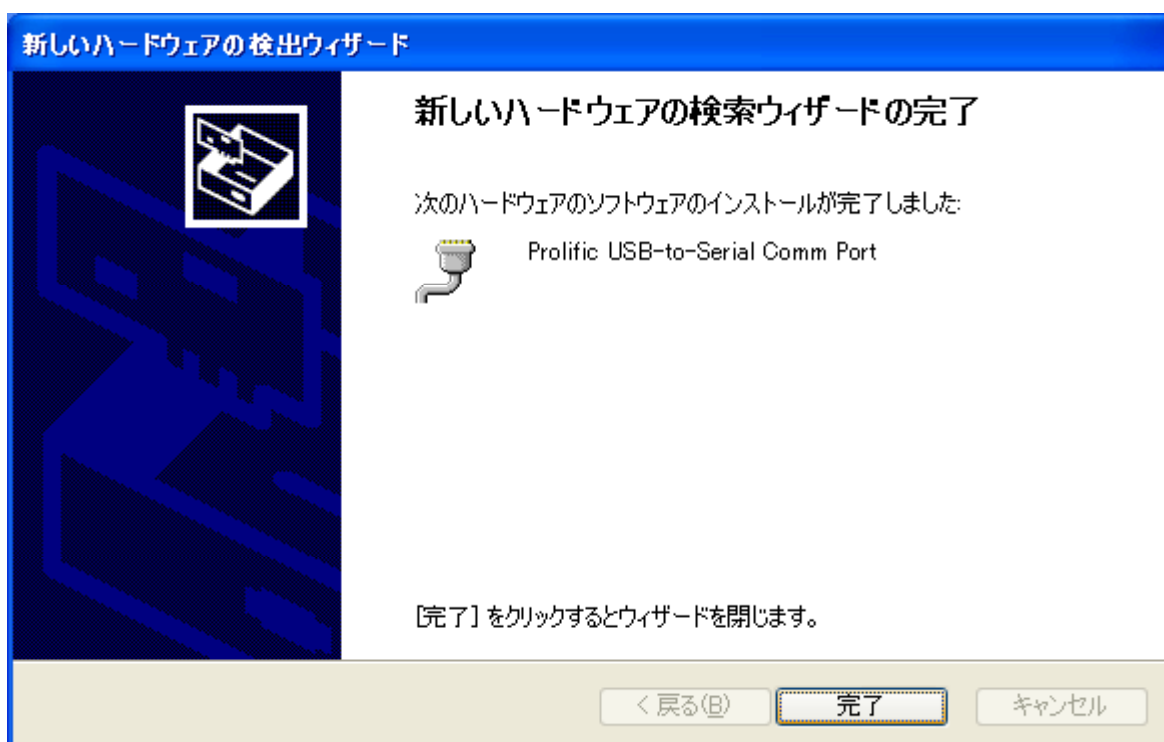 新しいハードウェアの検出ウィザード
新しいハードウェアの検索ウィザードの完了
次のハードウェアのソフトウェアのインストールが完了しました:
Prolific USB-to-Serial Comm Port
[完了] をクリックするとウィザードを閉じます。
< 戻る(B)
完了
キャンセル